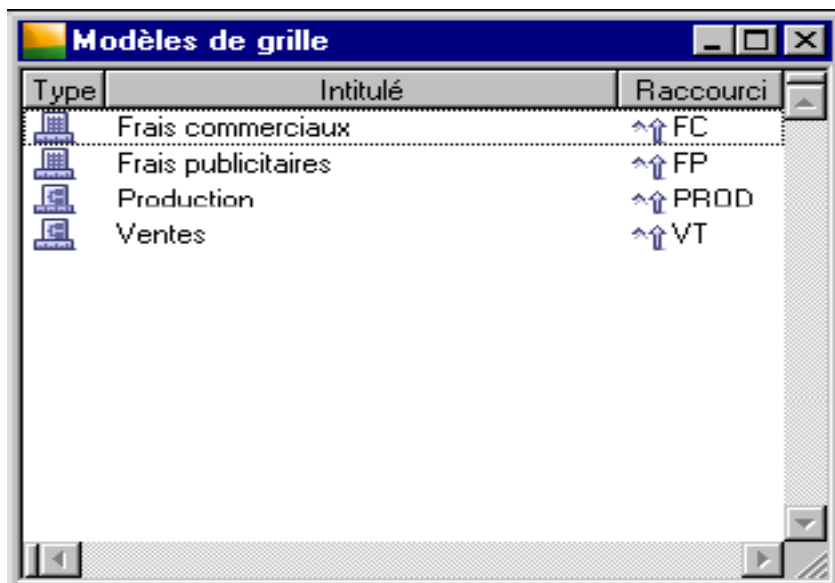 Modèles de grille
Type Intitulé Raccourci
Frais commerciaux FC
Frais publicitaires FP
Production PROD
Ventes VT